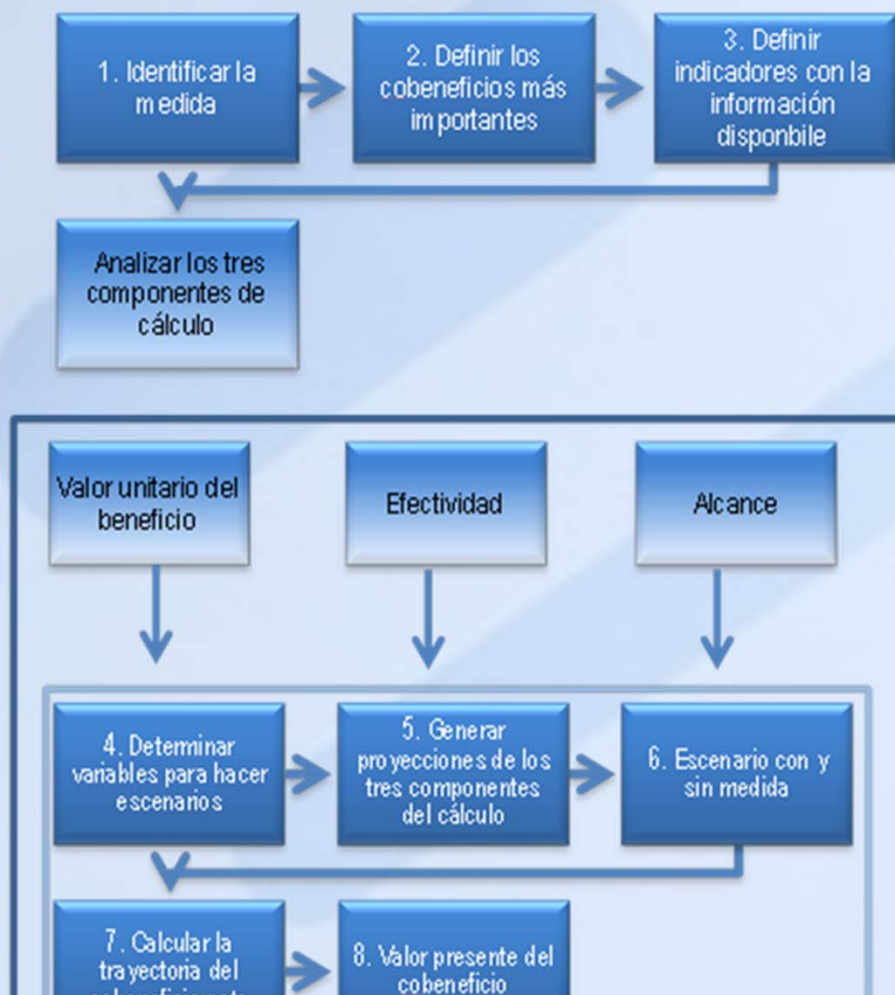 1. Identificar la
medida
2. Definir los
cobeneficios más
importantes
3. Definir
indicadores con la
información
disponbile
Analizar los tres
componentes de
cálculo
Valor unitario del
beneficio
Efectividad
Alcance
4. Determinar
variables para hacer
escenarios
5. Generar
proyecciones de los
tres componentes
del cálculo
6. Escenario con y
sin medida
7. Calcular la
trayectoria del
8. Valor presente del
cobeneficio